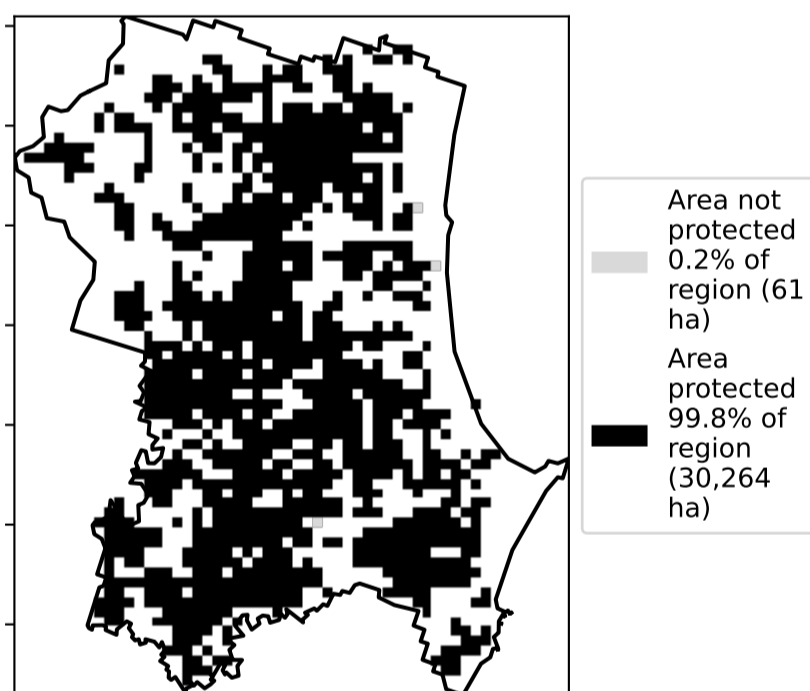 Area not
protected
0.2% of
region (61
ha)
Area
protected
99.8% of
region
(30,264
ha)